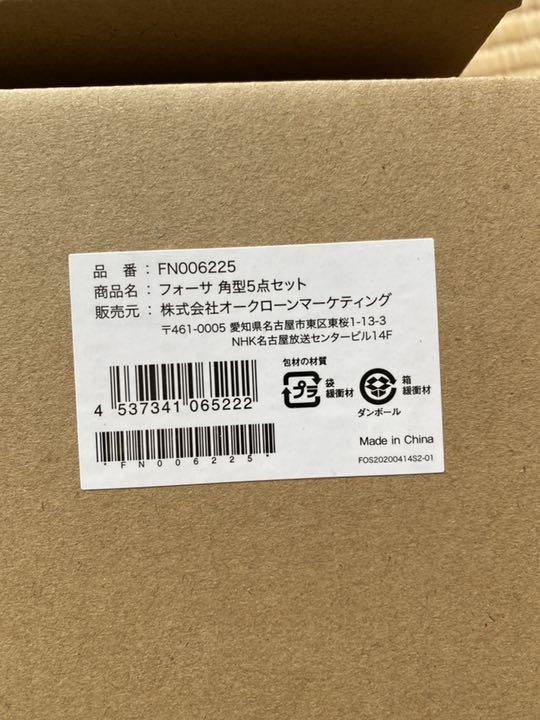 品 番 : FN006225
商品名 : フォーサ 角型5点セット
販売元 : 株式会社オークローンマーケティング
〒461-0005 愛知県名古屋市東区東桜1-13-3
NHK名古屋放送センタービル14F
包材の材質
プラ
袋
緩衝材
箱
緩衝材
ダンボール
4 537341 065222
*FN006225*
Made in China
FOS20200414S2-01